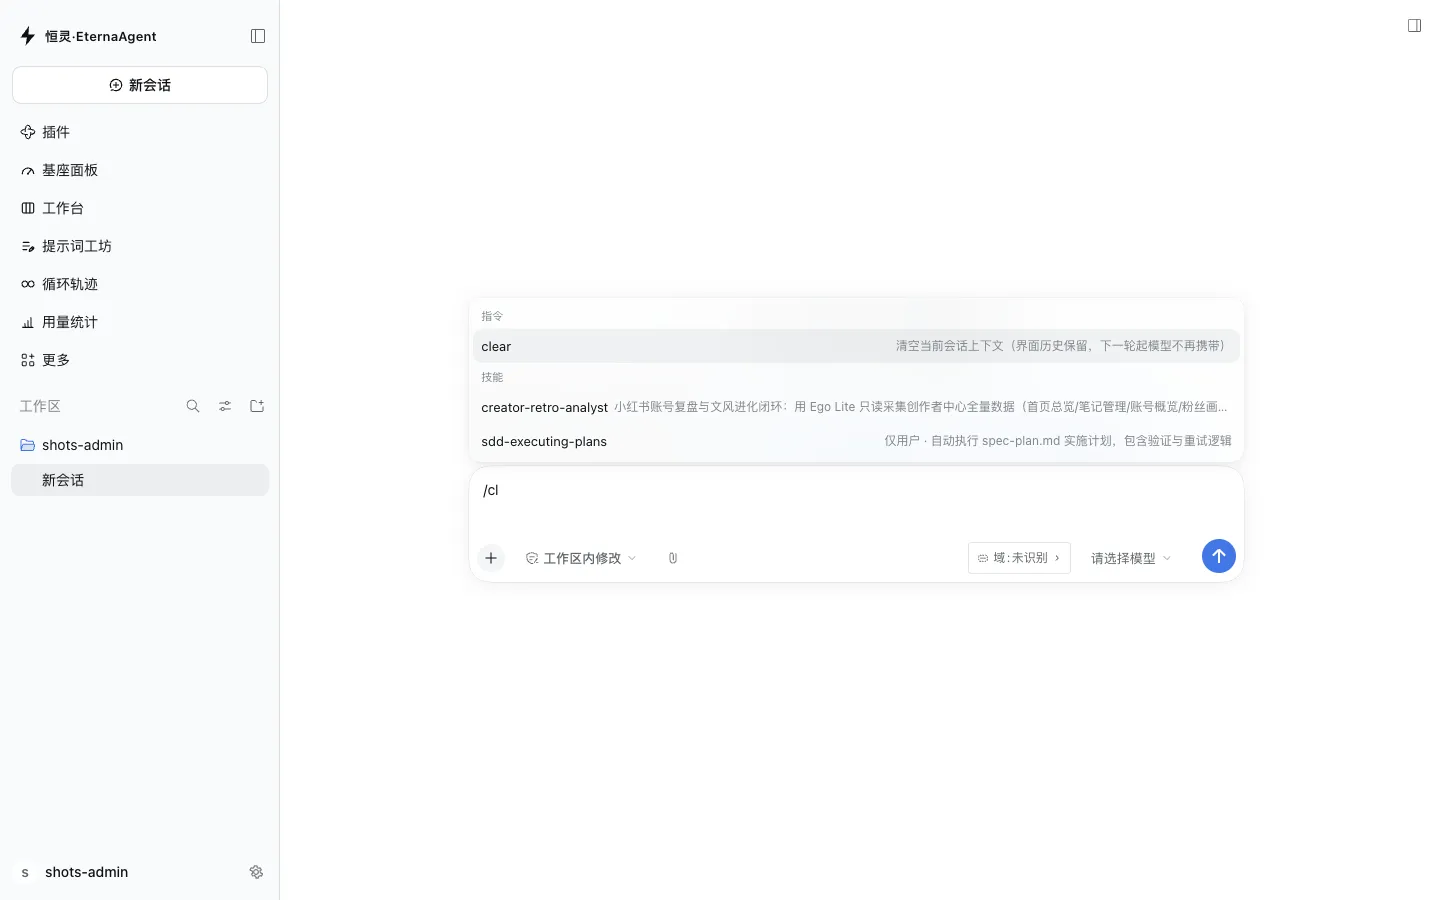 恒灵·EternaAgent
新会话
插件
基座面板
工作台
提示词工坊
循环轨迹
用量统计
更多
工作区
shots-admin
新会话
s shots-admin
指令
clear 清空当前会话上下文（界面历史保留，下一轮起模型不再携带）
技能
creator-retro-analyst 小红书账号复盘与文风进化闭环：用 Ego Lite 只读采集创作者中心全量数据（首页总览/笔记管理/账号概览/粉丝画...
sdd-executing-plans 仅用户 · 自动执行 spec-plan.md 实施计划，包含验证与重试逻辑
/cl
工作区内修改 域:未识别 › 请选择模型